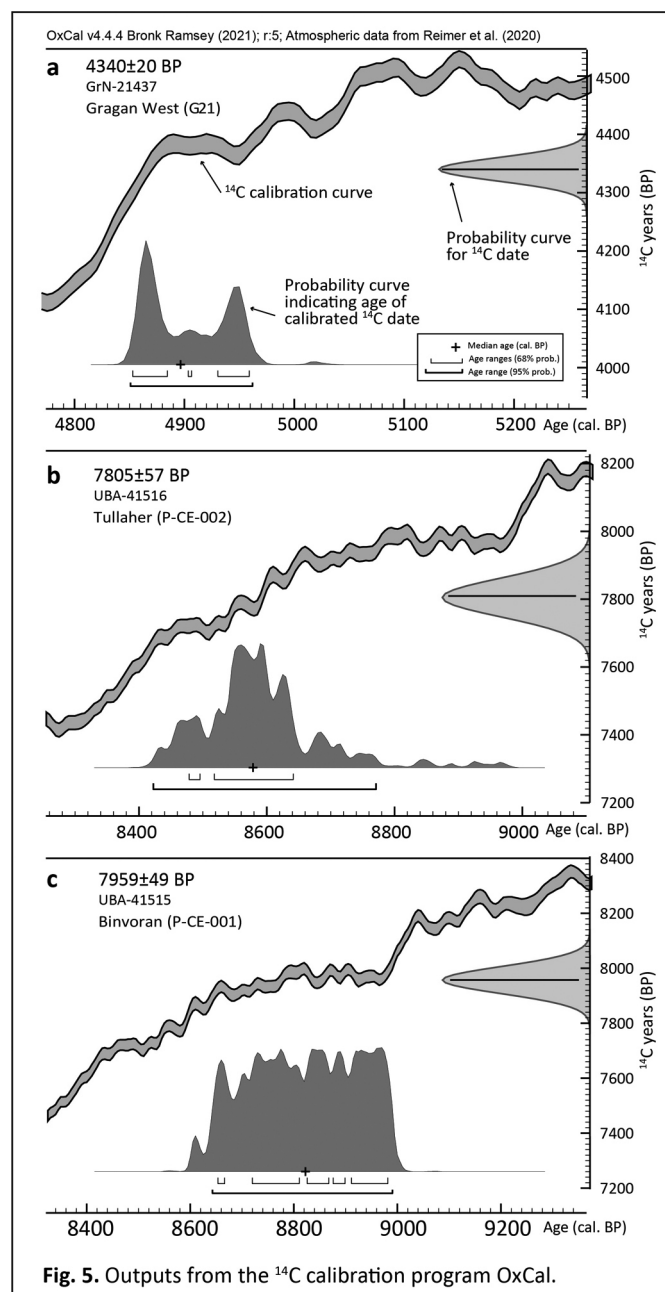 OxCal v4.4.4 Bronk Ramsey (2021); r:5; Atmospheric data from Reimer et al. (2020)
a
4340±20 BP
GrN-21437
Gragan West (G21)
¹⁴C calibration curve
Probability curve
for ¹⁴C date
Probability curve
indicating age of
calibrated ¹⁴C date
Median age (cal. BP)
Age ranges (68% prob.)
Age range (95% prob.)
4500
4400
4300
4200
4100
4000
¹⁴C years (BP)
4800 4900 5000 5100 5200 Age (cal. BP)
b
7805±57 BP
UBA-41516
Tullaher (P-CE-002)
8200
8000
7800
7600
7400
7200
¹⁴C years (BP)
8400 8600 8800 9000 Age (cal. BP)
c
7959±49 BP
UBA-41515
Binvoran (P-CE-001)
8400
8200
8000
7800
7600
7400
7200
¹⁴C years (BP)
8400 8600 8800 9000 9200 Age (cal. BP)
Fig. 5. Outputs from the ¹⁴C calibration program OxCal.